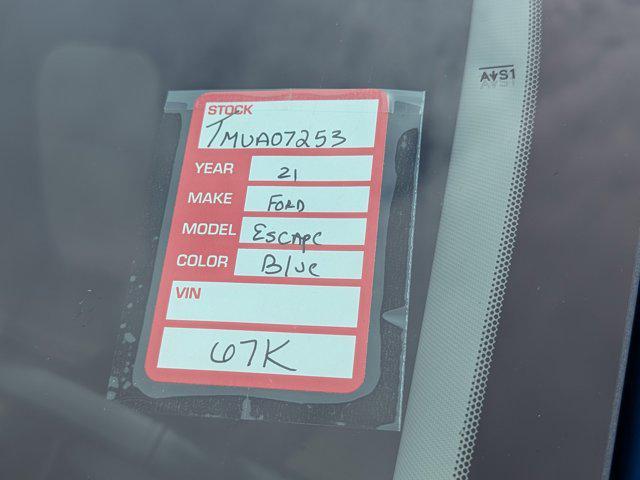 STOCK
TMUA07253
YEAR 21
MAKE FORD
MODEL Escape
COLOR Blue
VIN
67K
AS1